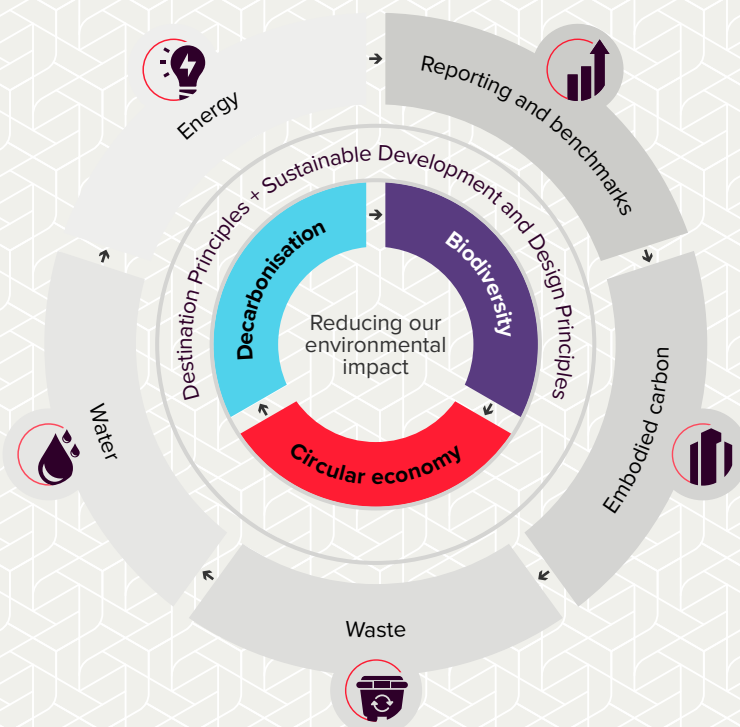 Energy
Reporting and benchmarks
Destination Principles + Sustainable Development and Design Principles
Decarbonisation
Biodiversity
Reducing our
environmental
impact
Circular economy
Water
Embodied carbon
Waste